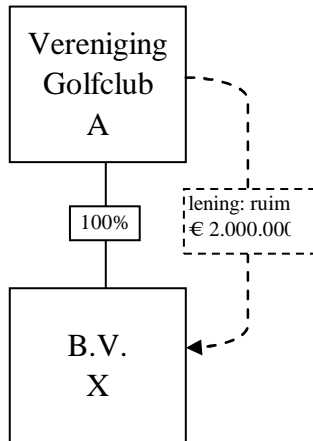 Vereniging
Golfclub
A
100%
lening: ruim
€ 2.000.000
B.V.
X